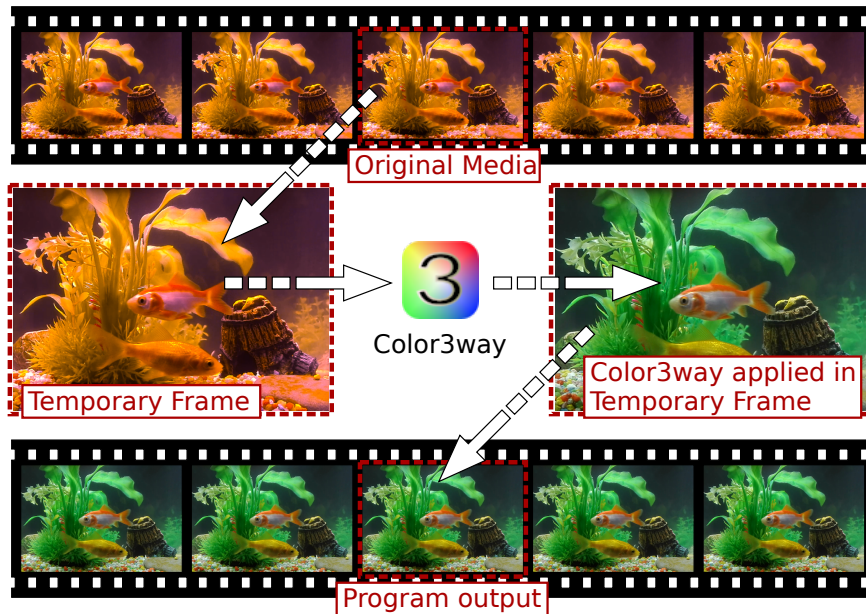 Original Media
3
Color3way
Temporary Frame
Color3way applied in
Temporary Frame
Program output